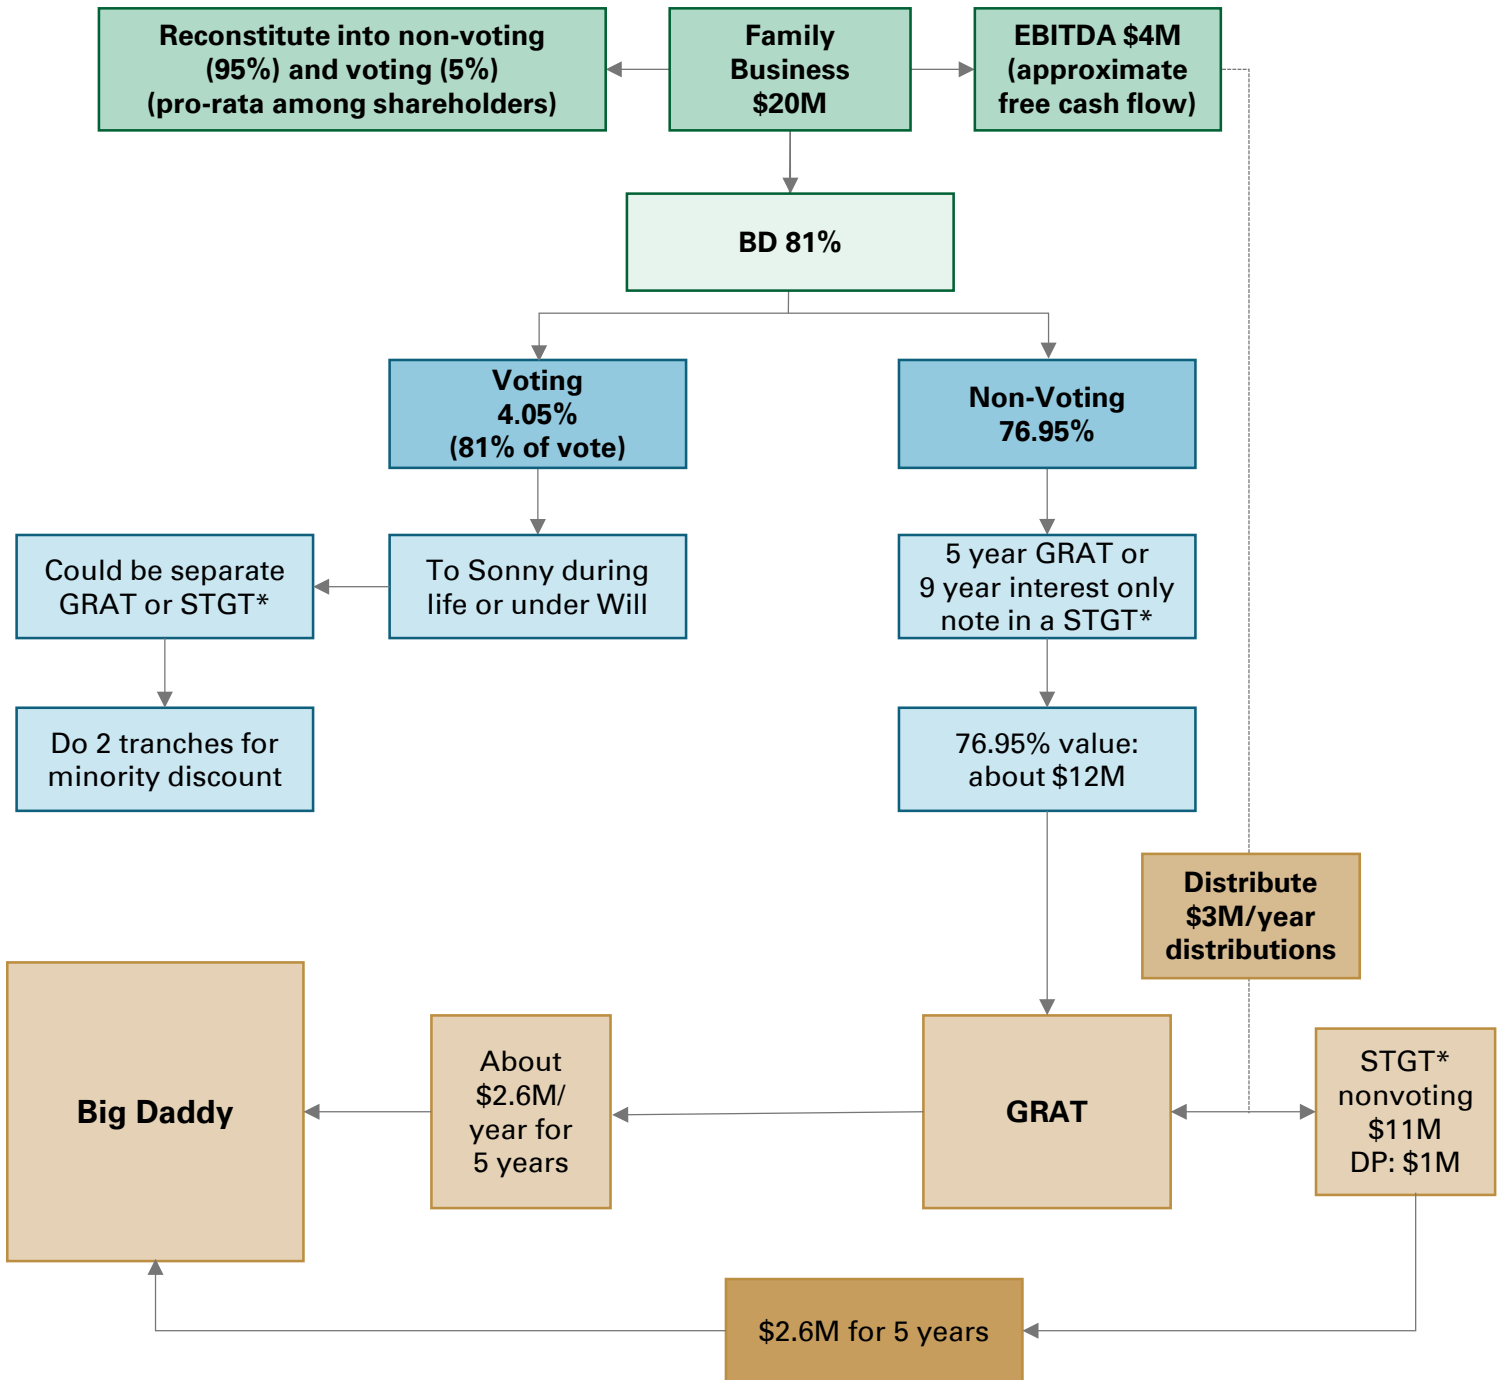 Reconstitute into non-voting
(95%) and voting (5%)
(pro-rata among shareholders)
Family
Business
$20M
EBITDA $4M
(approximate
free cash flow)
BD 81%
Voting
4.05%
(81% of vote)
Non-Voting
76.95%
Could be separate
GRAT or STGT*
To Sonny during
life or under Will
5 year GRAT or
9 year interest only
note in a STGT*
Do 2 tranches for
minority discount
76.95% value:
about $12M
Distribute
$3M/year
distributions
Big Daddy
About
$2.6M/
year for
5 years
GRAT
STGT*
nonvoting
$11M
DP: $1M
$2.6M for 5 years